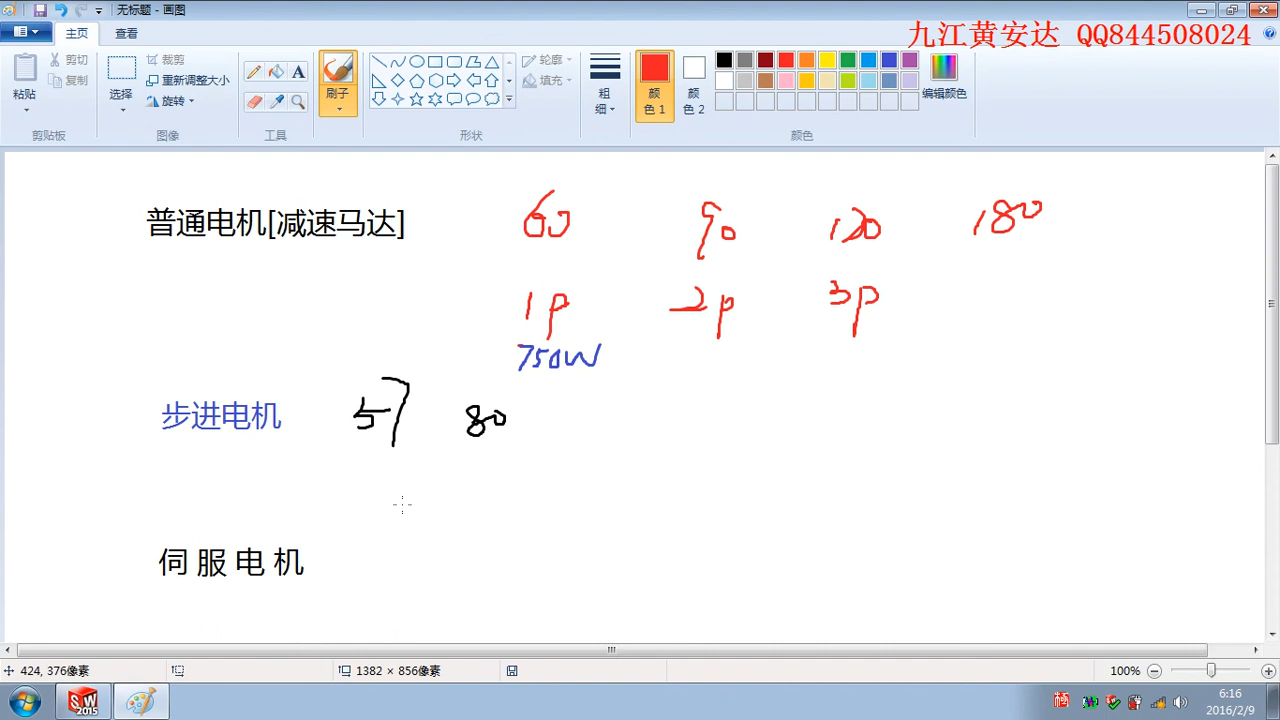 无标题 - 画图
主页 查看
九江黄安达 QQ844508024
粘贴 剪切 复制
选择 重新调整大小 旋转
A
刷子
轮廓 填充
粗细
颜色 1
颜色 2
编辑颜色
剪贴板 图像 工具 形状 颜色
普通电机[减速马达] 60 90 120 180
1p 2p 3p
750W
步进电机 57 80
伺服电机
424, 376像素 1382 × 856像素 100%
SW 2015
6:16
2016/2/9